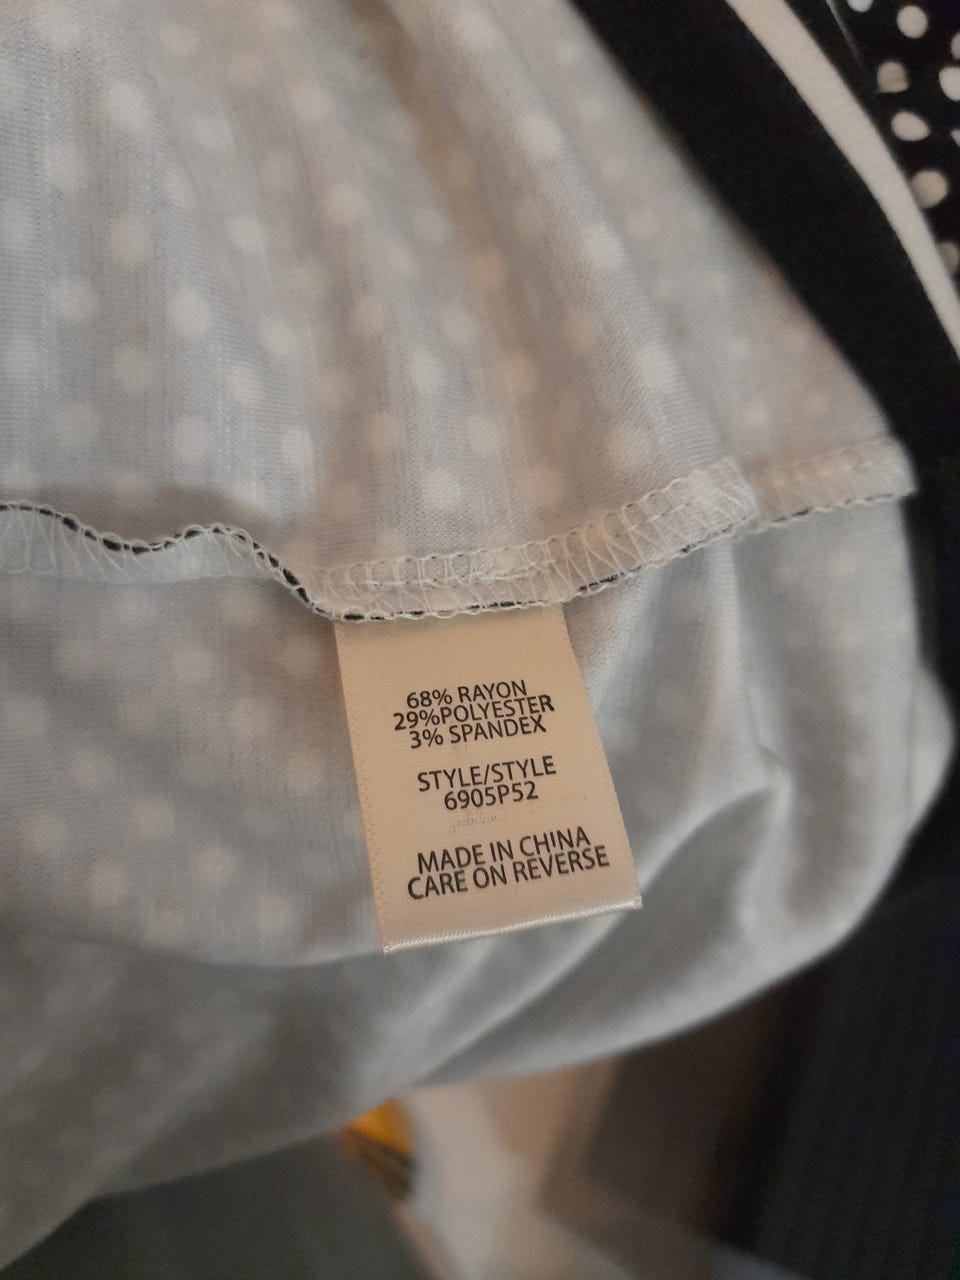 68% RAYON
29%POLYESTER
3% SPANDEX
STYLE/STYLE
6905P52
MADE IN CHINA
CARE ON REVERSE